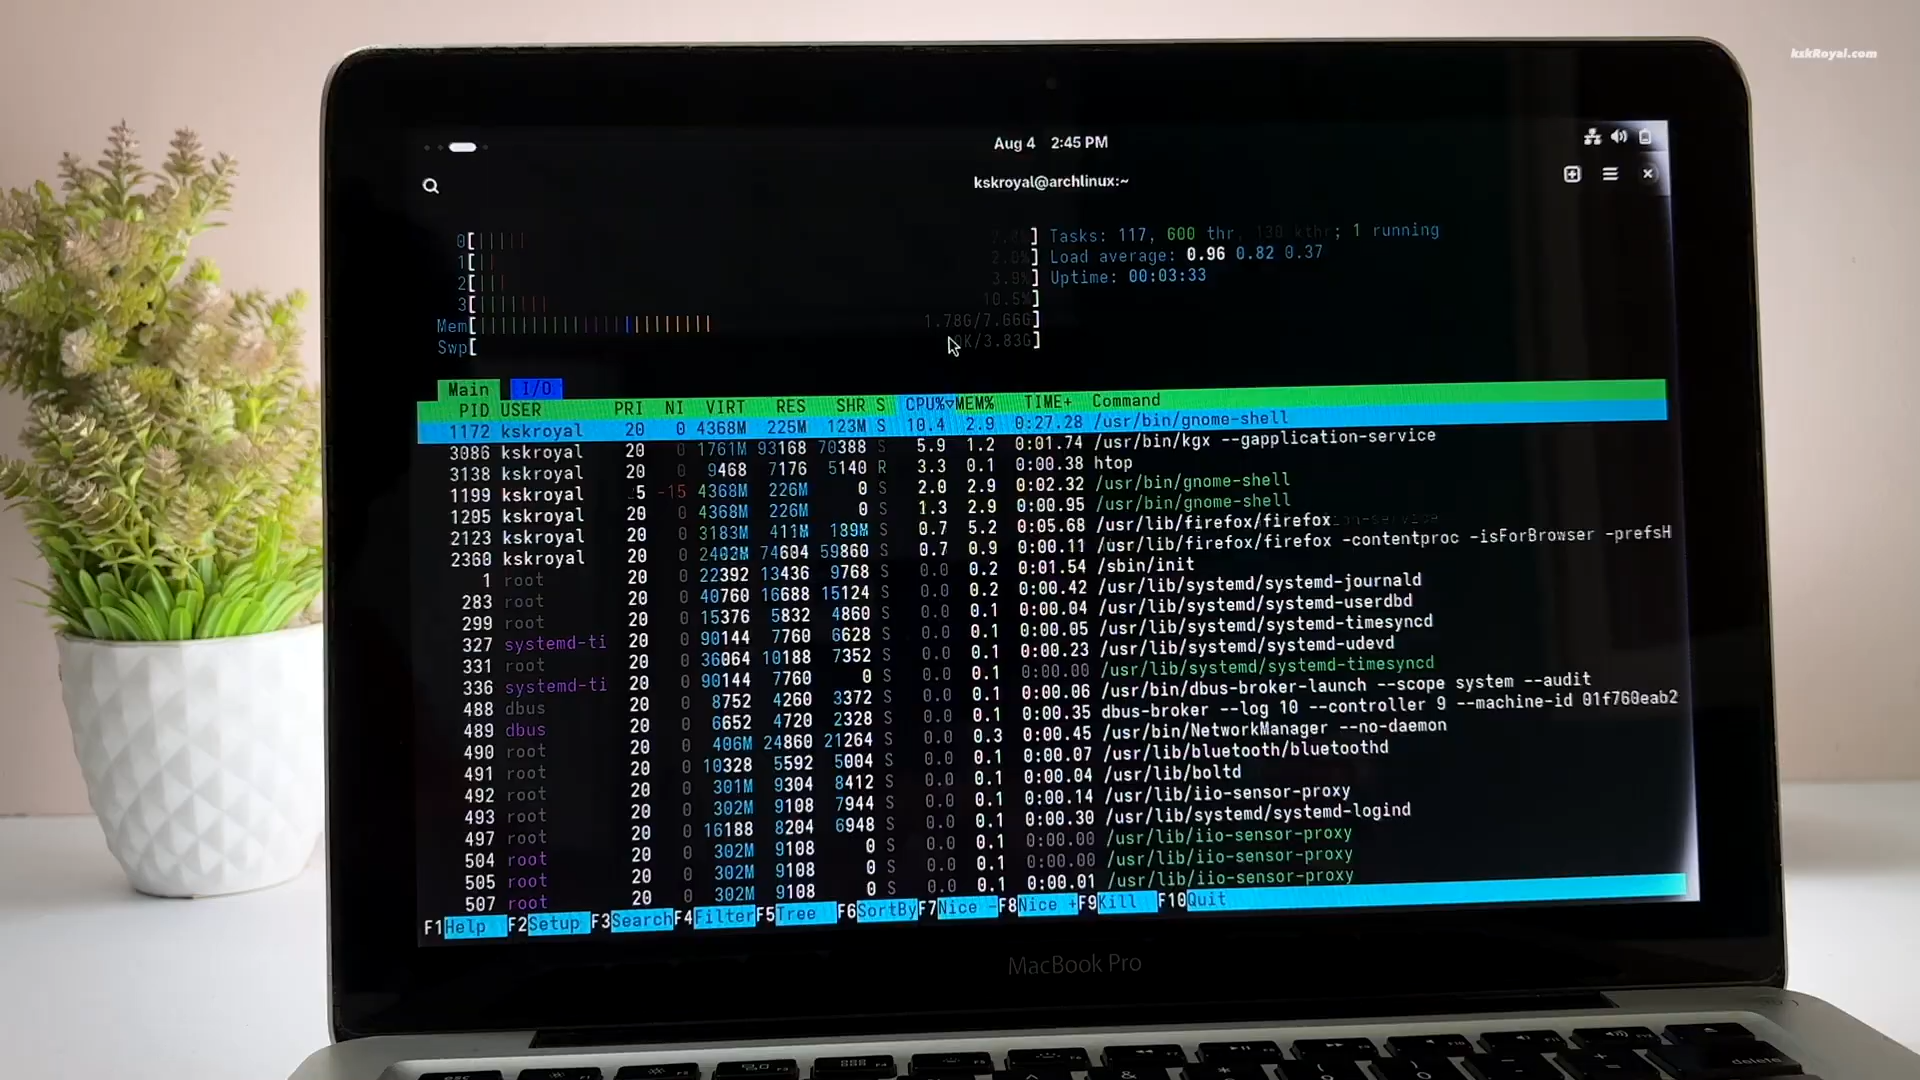 kskRoyal.com
Aug 4 2:45 PM
kskroyal@archlinux:~
0[ ] Tasks: 117, 600 thr, 130 kthr; 1 running
1[ 2.0%] Load average: 0.96 0.82 0.37
2[ 3.9%] Uptime: 00:03:33
3[ 10.5%]
Mem[ 1.78G/7.66G]
Swp[ 0K/3.83G]
Main I/O
PID USER PRI NI VIRT RES SHR S CPU%▽MEM% TIME+ Command
1172 kskroyal 20 0 4368M 225M 123M S 10.4 2.9 0:27.28 /usr/bin/gnome-shell
3086 kskroyal 20 0 1761M 93168 70388 S 5.9 1.2 0:01.74 /usr/bin/kgx --gapplication-service
3138 kskroyal 20 0 9468 7176 5140 R 3.3 0.1 0:00.38 htop
1199 kskroyal 5 -15 4368M 226M 0 S 2.0 2.9 0:02.32 /usr/bin/gnome-shell
1205 kskroyal 20 0 4368M 226M 0 S 1.3 2.9 0:00.95 /usr/bin/gnome-shell
2123 kskroyal 20 0 3183M 411M 189M S 0.7 5.2 0:05.68 /usr/lib/firefox/firefox
2360 kskroyal 20 0 2402M 74604 59860 S 0.7 0.9 0:00.11 /usr/lib/firefox/firefox -contentproc -isForBrowser -prefsH
1 root 20 0 22392 13436 9768 S 0.0 0.2 0:01.54 /sbin/init
283 root 20 0 40760 16688 15124 S 0.0 0.2 0:00.42 /usr/lib/systemd/systemd-journald
299 root 20 0 15376 5832 4860 S 0.0 0.1 0:00.04 /usr/lib/systemd/systemd-userdbd
327 systemd-ti 20 0 90144 7760 6628 S 0.0 0.1 0:00.05 /usr/lib/systemd/systemd-timesyncd
331 root 20 0 36064 10188 7352 S 0.0 0.1 0:00.23 /usr/lib/systemd/systemd-udevd
336 systemd-ti 20 0 90144 7760 0 S 0.0 0.1 0:00.00 /usr/lib/systemd/systemd-timesyncd
488 dbus 20 0 8752 4260 3372 S 0.0 0.1 0:00.06 /usr/bin/dbus-broker-launch --scope system --audit
489 dbus 20 0 6652 4720 2328 S 0.0 0.1 0:00.35 dbus-broker --log 10 --controller 9 --machine-id 01f760eab2
490 root 20 0 406M 24860 21264 S 0.0 0.3 0:00.45 /usr/bin/NetworkManager --no-daemon
491 root 20 0 10328 5592 5004 S 0.0 0.1 0:00.07 /usr/lib/bluetooth/bluetoothd
492 root 20 0 301M 9304 8412 S 0.0 0.1 0:00.04 /usr/lib/boltd
493 root 20 0 302M 9108 7944 S 0.0 0.1 0:00.14 /usr/lib/iio-sensor-proxy
497 root 20 0 16188 8204 6948 S 0.0 0.1 0:00.30 /usr/lib/systemd/systemd-logind
504 root 20 0 302M 9108 0 S 0.0 0.1 0:00.00 /usr/lib/iio-sensor-proxy
505 root 20 0 302M 9108 0 S 0.0 0.1 0:00.00 /usr/lib/iio-sensor-proxy
507 root 20 0 302M 9108 0 S 0.0 0.1 0:00.01 /usr/lib/iio-sensor-proxy
F1Help F2Setup F3SearchF4FilterF5Tree F6SortByF7Nice -F8Nice +F9Kill F10Quit
MacBook Pro
delete